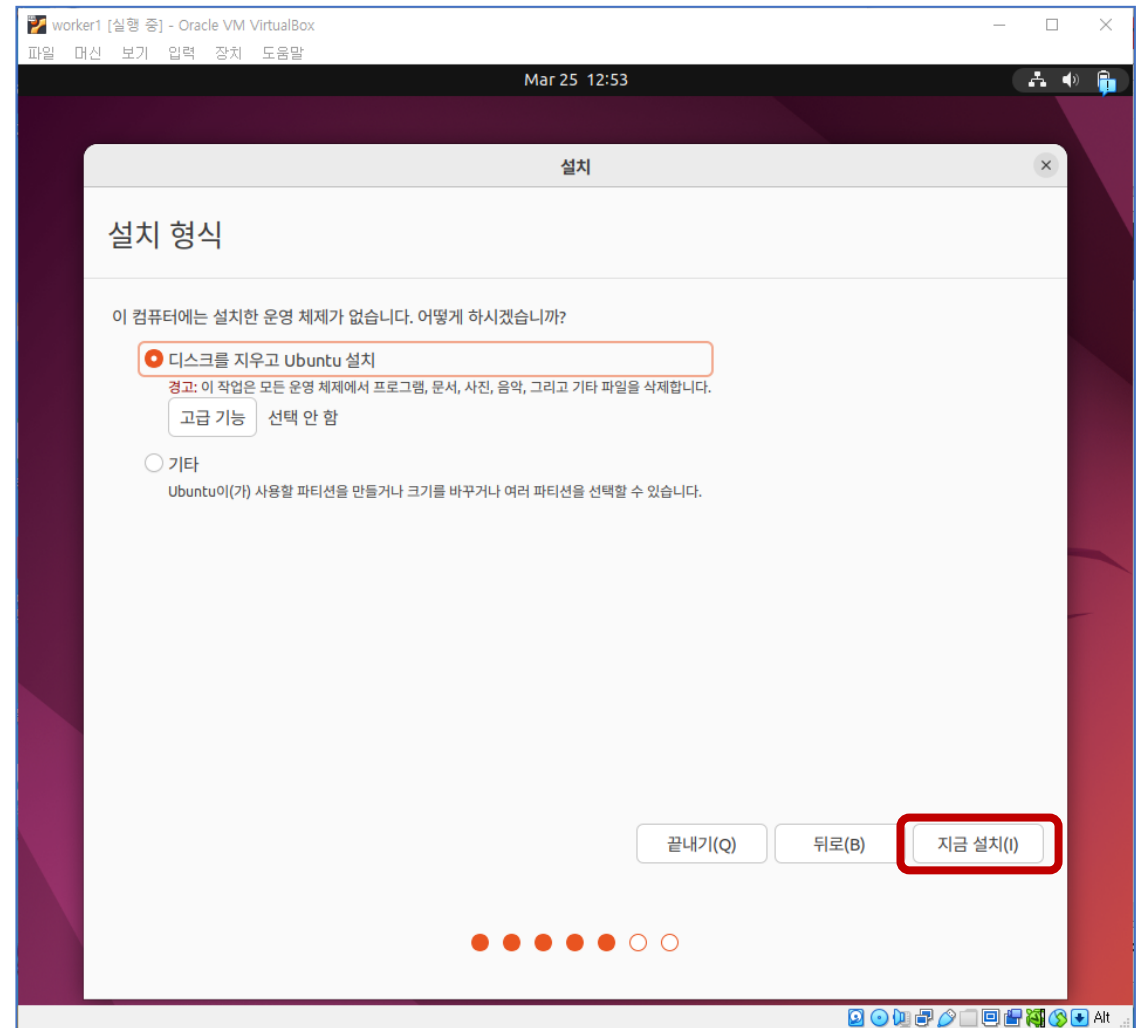 worker1 [실행 중] - Oracle VM VirtualBox
파일 머신 보기 입력 장치 도움말
Mar 25 12:53
설치
설치 형식
이 컴퓨터에는 설치한 운영 체제가 없습니다. 어떻게 하시겠습니까?
디스크를 지우고 Ubuntu 설치
경고: 이 작업은 모든 운영 체제에서 프로그램, 문서, 사진, 음악, 그리고 기타 파일을 삭제합니다.
고급 기능 선택 안 함
기타
Ubuntu이(가) 사용할 파티션을 만들거나 크기를 바꾸거나 여러 파티션을 선택할 수 있습니다.
끝내기(Q) 뒤로(B) 지금 설치(I)
Alt